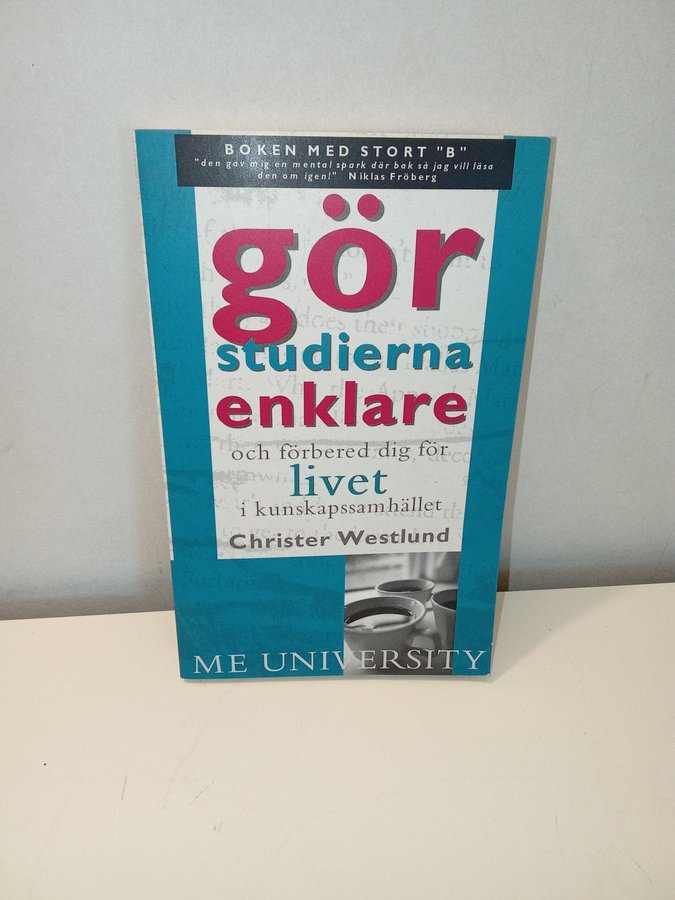 BOKEN MED STORT "B"
"den gav mig en mental spark där bak så jag vill läsa
den om igen!" Niklas Fröberg
gör
studierna
enklare
och förbered dig för
livet
i kunskapssamhället
Christer Westlund
ME UNIVERSITY